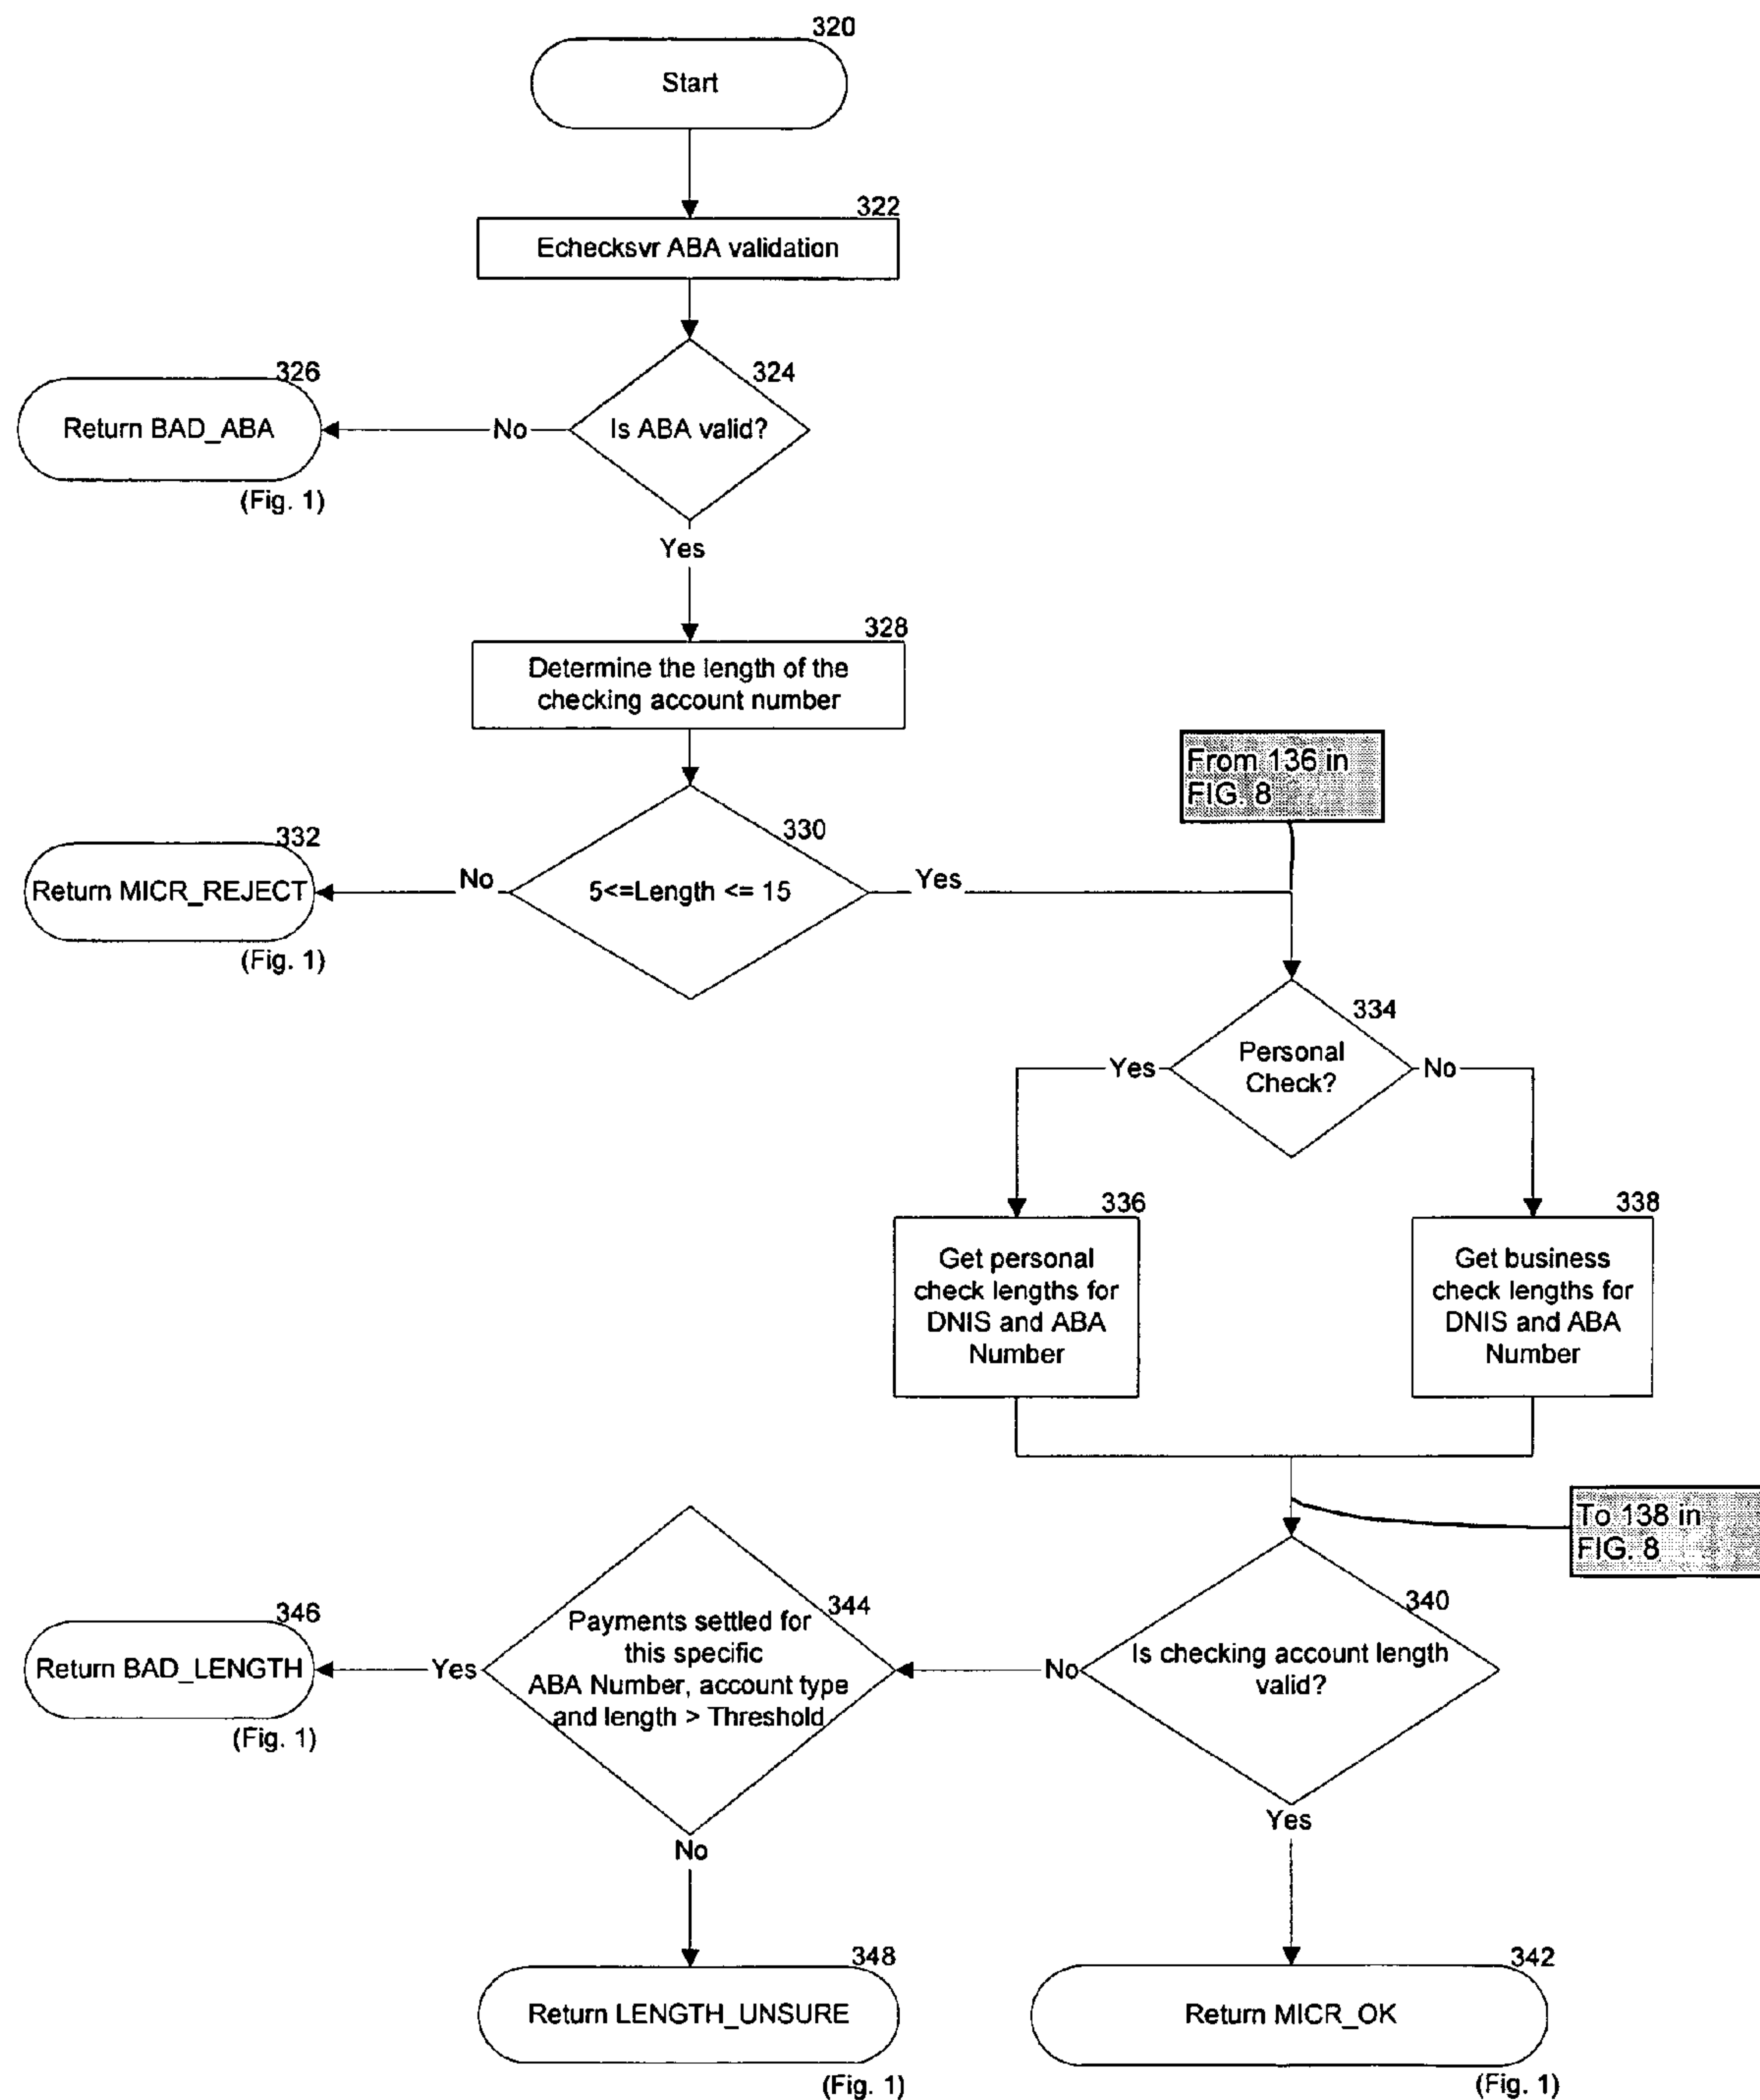 320
Start
322
Echecksvr ABA validation
324
Is ABA valid?
No
326
Return BAD_ABA
(Fig. 1)
Yes
328
Determine the length of the
checking account number
330
5<=Length <= 15
No
332
Return MICR_REJECT
(Fig. 1)
Yes
From 136 in
FIG. 8
334
Personal
Check?
Yes
No
336
Get personal
check lengths for
DNIS and ABA
Number
338
Get business
check lengths for
DNIS and ABA
Number
To 138 in
FIG. 8
340
Is checking account length
valid?
No
344
Payments settled for
this specific
ABA Number, account type
and length > Threshold
Yes
346
Return BAD_LENGTH
(Fig. 1)
No
348
Return LENGTH_UNSURE
(Fig. 1)
Yes
342
Return MICR_OK
(Fig. 1)